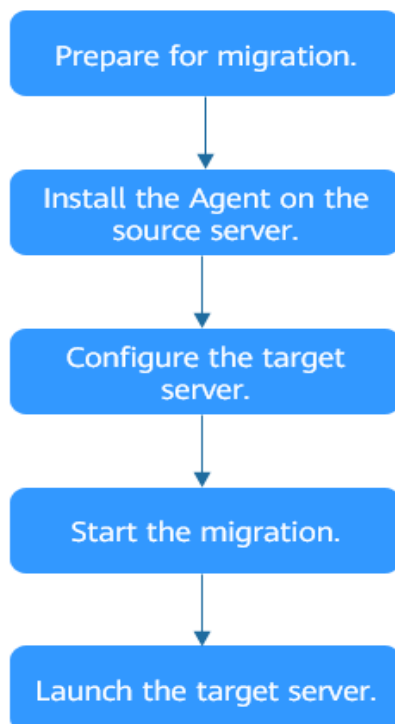 Prepare for migration.
Install the Agent on the
source server.
Configure the target
server.
Start the migration.
Launch the target server.